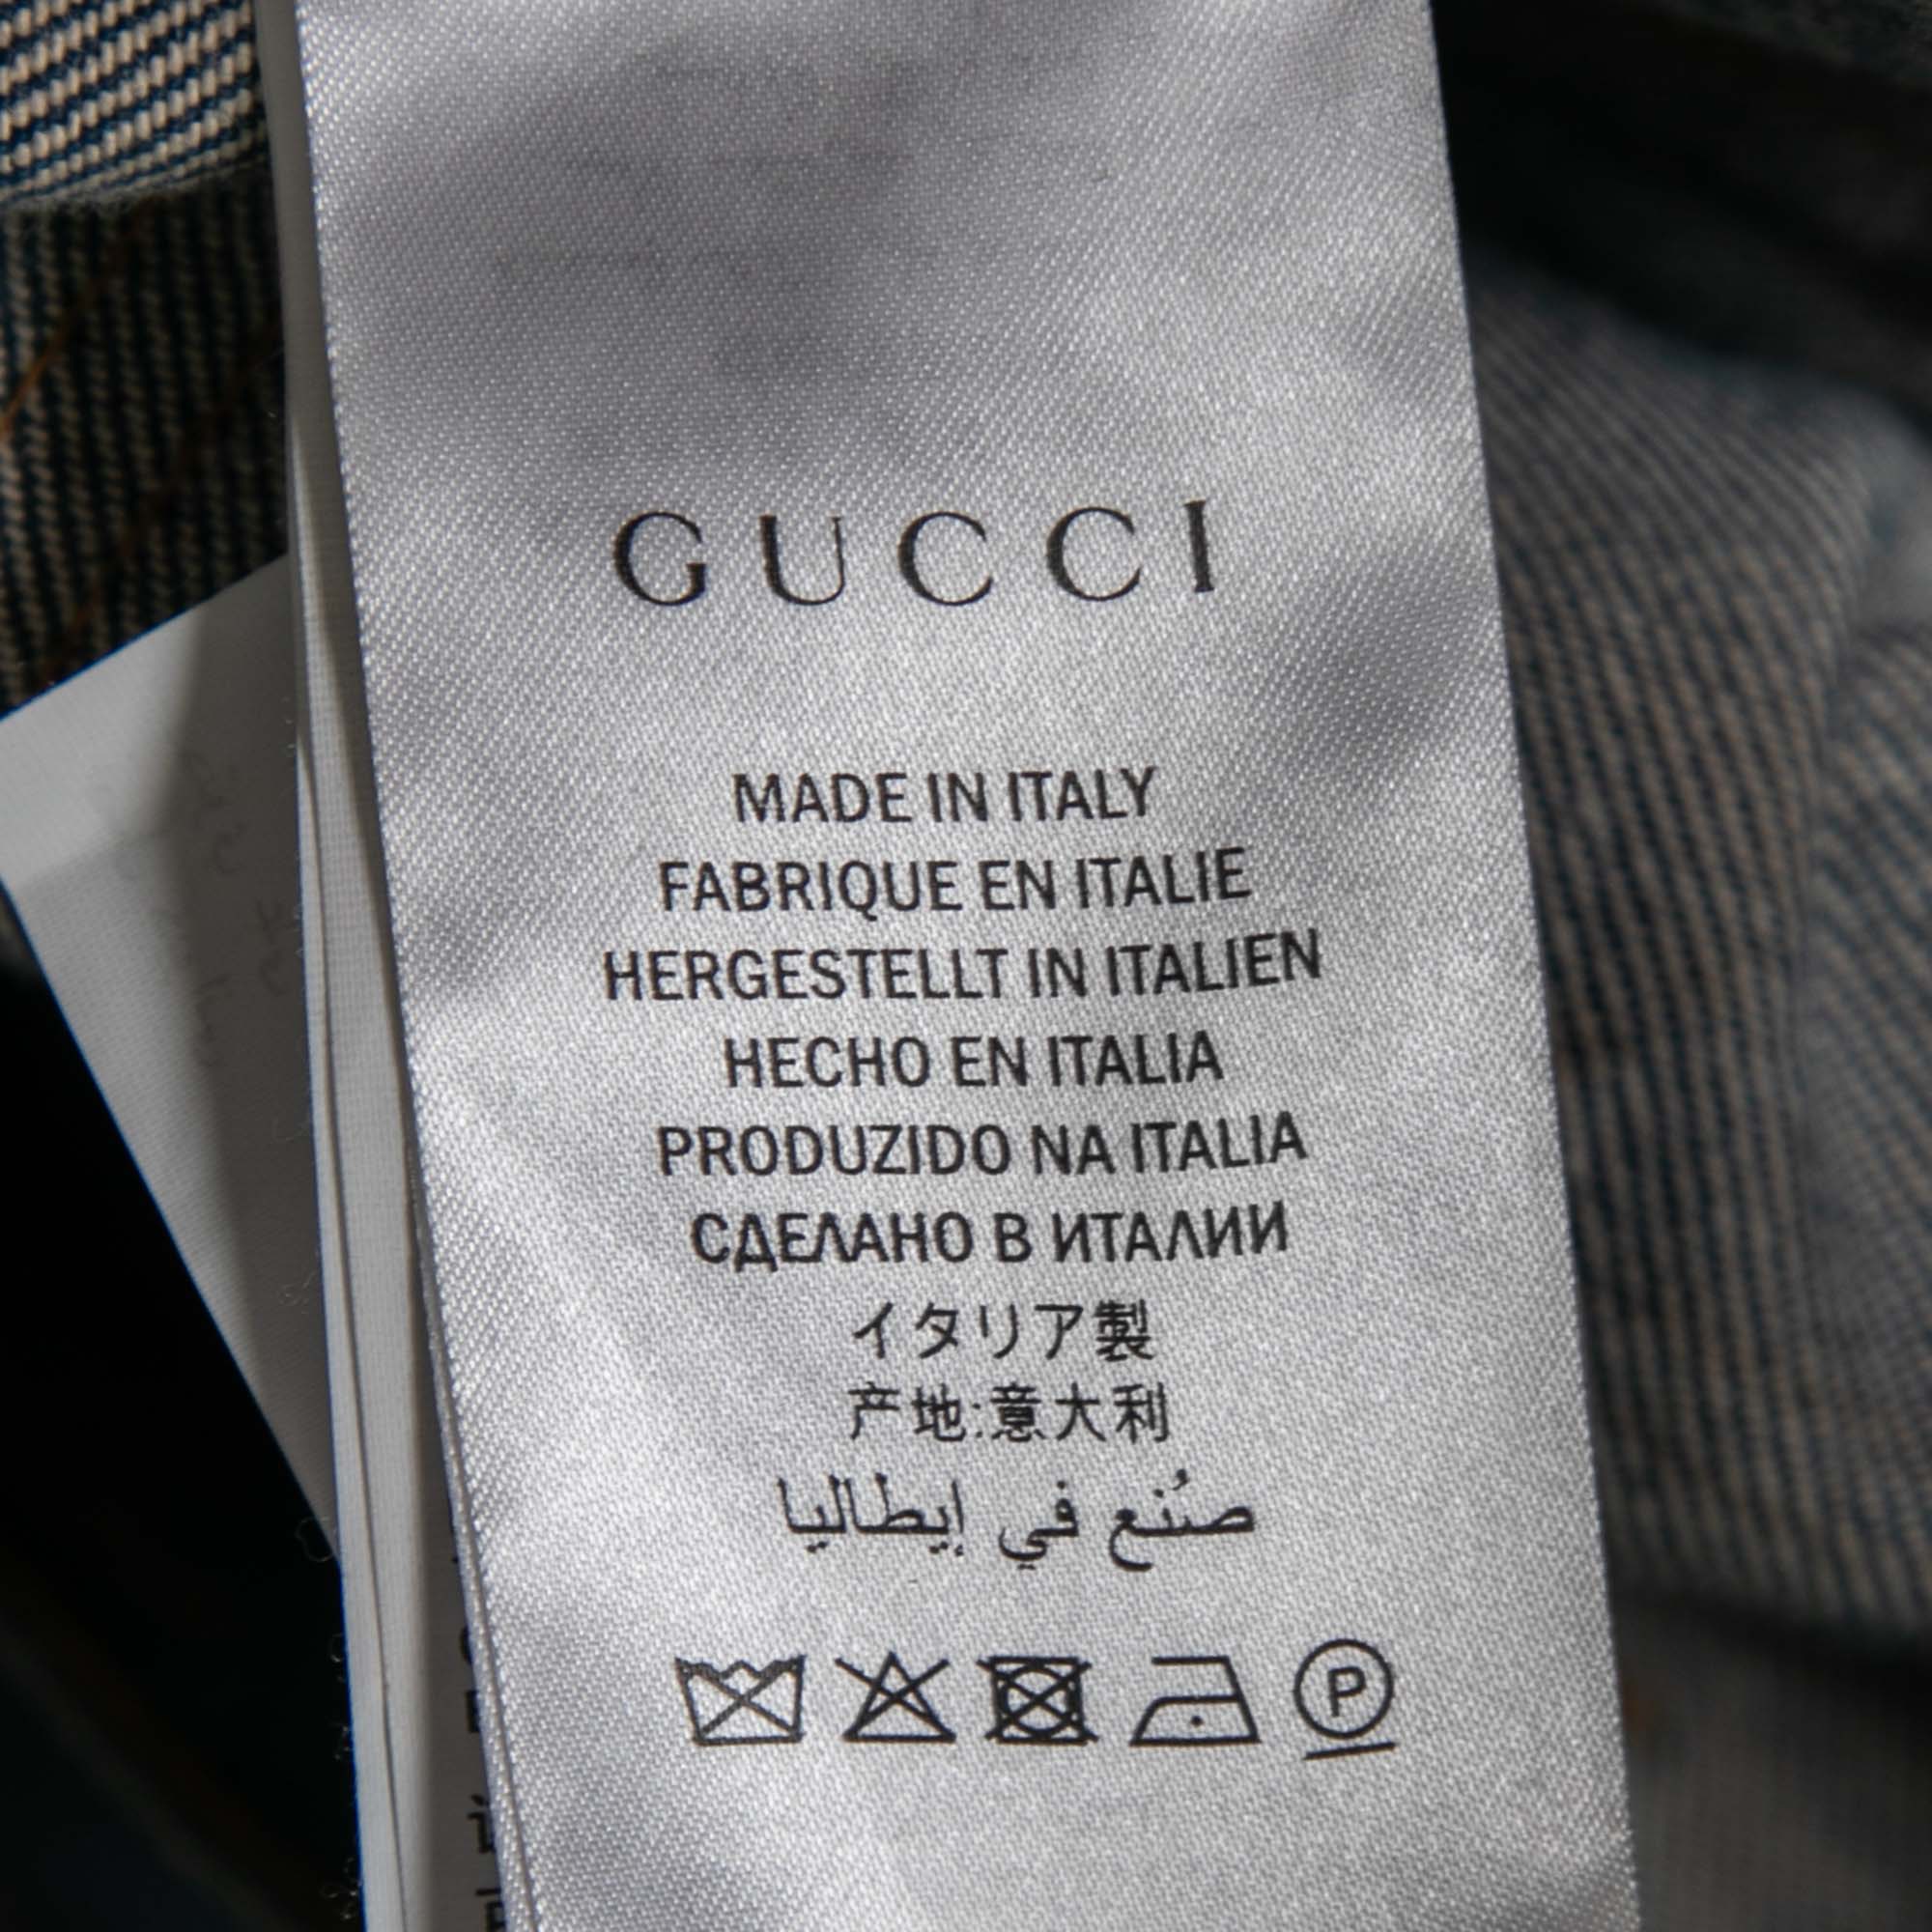 GUCCI
MADE IN ITALY
FABRIQUE EN ITALIE
HERGESTELLT IN ITALIEN
HECHO EN ITALIA
PRODUZIDO NA ITALIA
СДЕЛАНО В ИТАЛИИ
イタリア製
产地:意大利
صُنع في إيطاليا
P